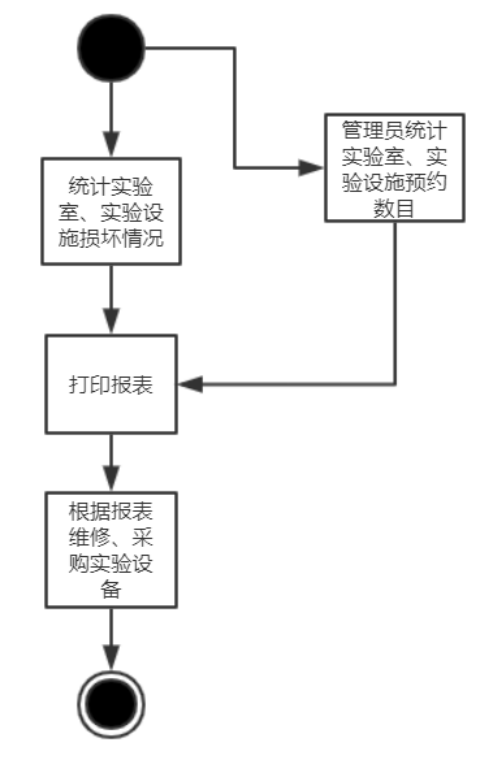 管理员统计
实验室、实
验设施预约
数目
统计实验
室、实验设
施损坏情况
打印报表
根据报表
维修、采
购实验设
备